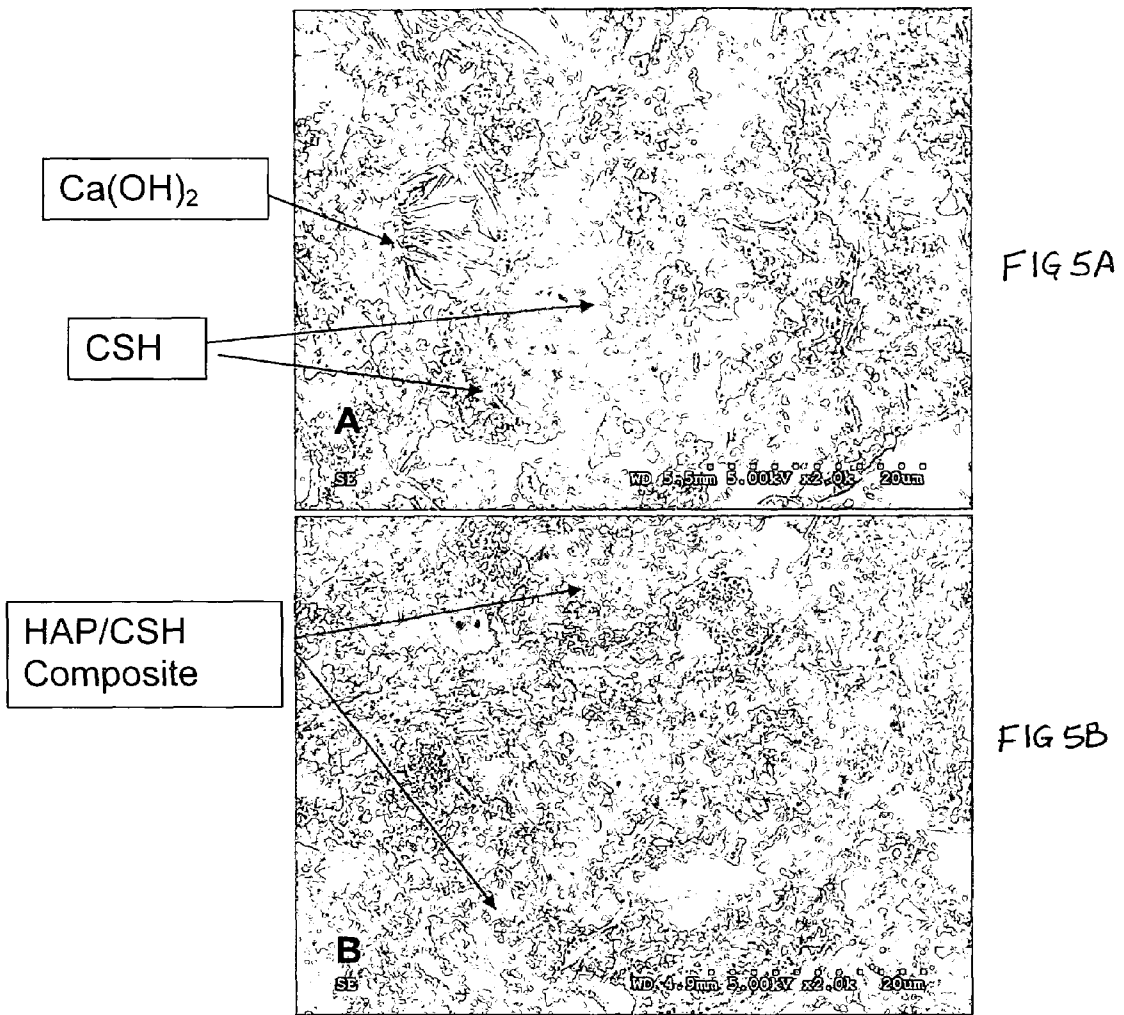 Ca(OH)₂
CSH
A
SE
WD 5.5mm 5.00kV x2.0k 20um
FIG 5A
HAP/CSH
Composite
B
SE
WD 4.9mm 5.00kV x2.0k 20um
FIG 5B